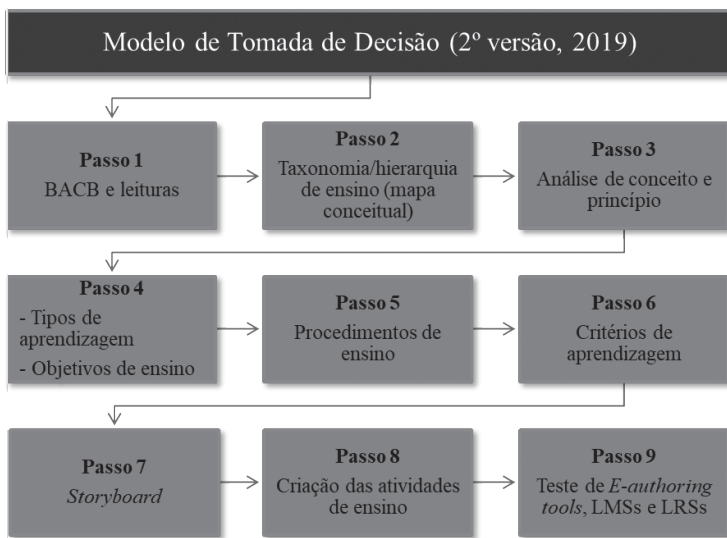 Modelo de Tomada de Decisão (2º versão, 2019)
Passo 1
BACB e leituras
Passo 2
Taxonomia/hierarquia
de ensino (mapa
conceitual)
Passo 3
Análise de conceito e
princípio
Passo 4
- Tipos de
aprendizagem
- Objetivos de ensino
Passo 5
Procedimentos de
ensino
Passo 6
Critérios de
aprendizagem
Passo 7
Storyboard
Passo 8
Criação das atividades
de ensino
Passo 9
Teste de E-authoring
tools, LMSs e LRSs